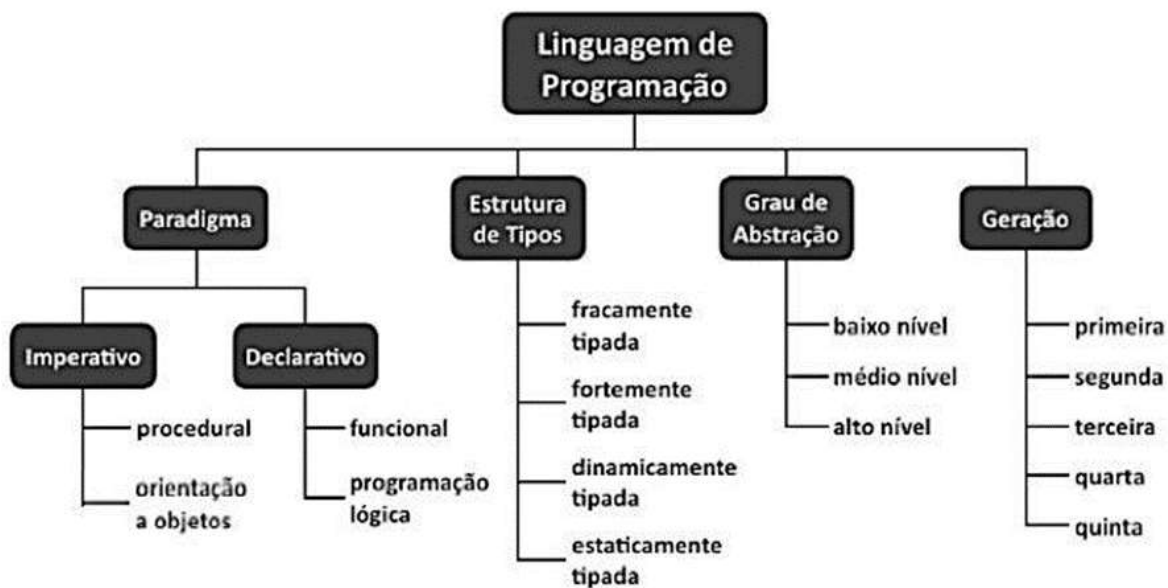 Linguagem de
Programação
Paradigma
Estrutura
de Tipos
Grau de
Abstração
Geração
Imperativo
Declarativo
procedural
orientação
a objetos
funcional
programação
lógica
fracamente
tipada
fortemente
tipada
dinamicamente
tipada
estaticamente
tipada
baixo nível
médio nível
alto nível
primeira
segunda
terceira
quarta
quinta